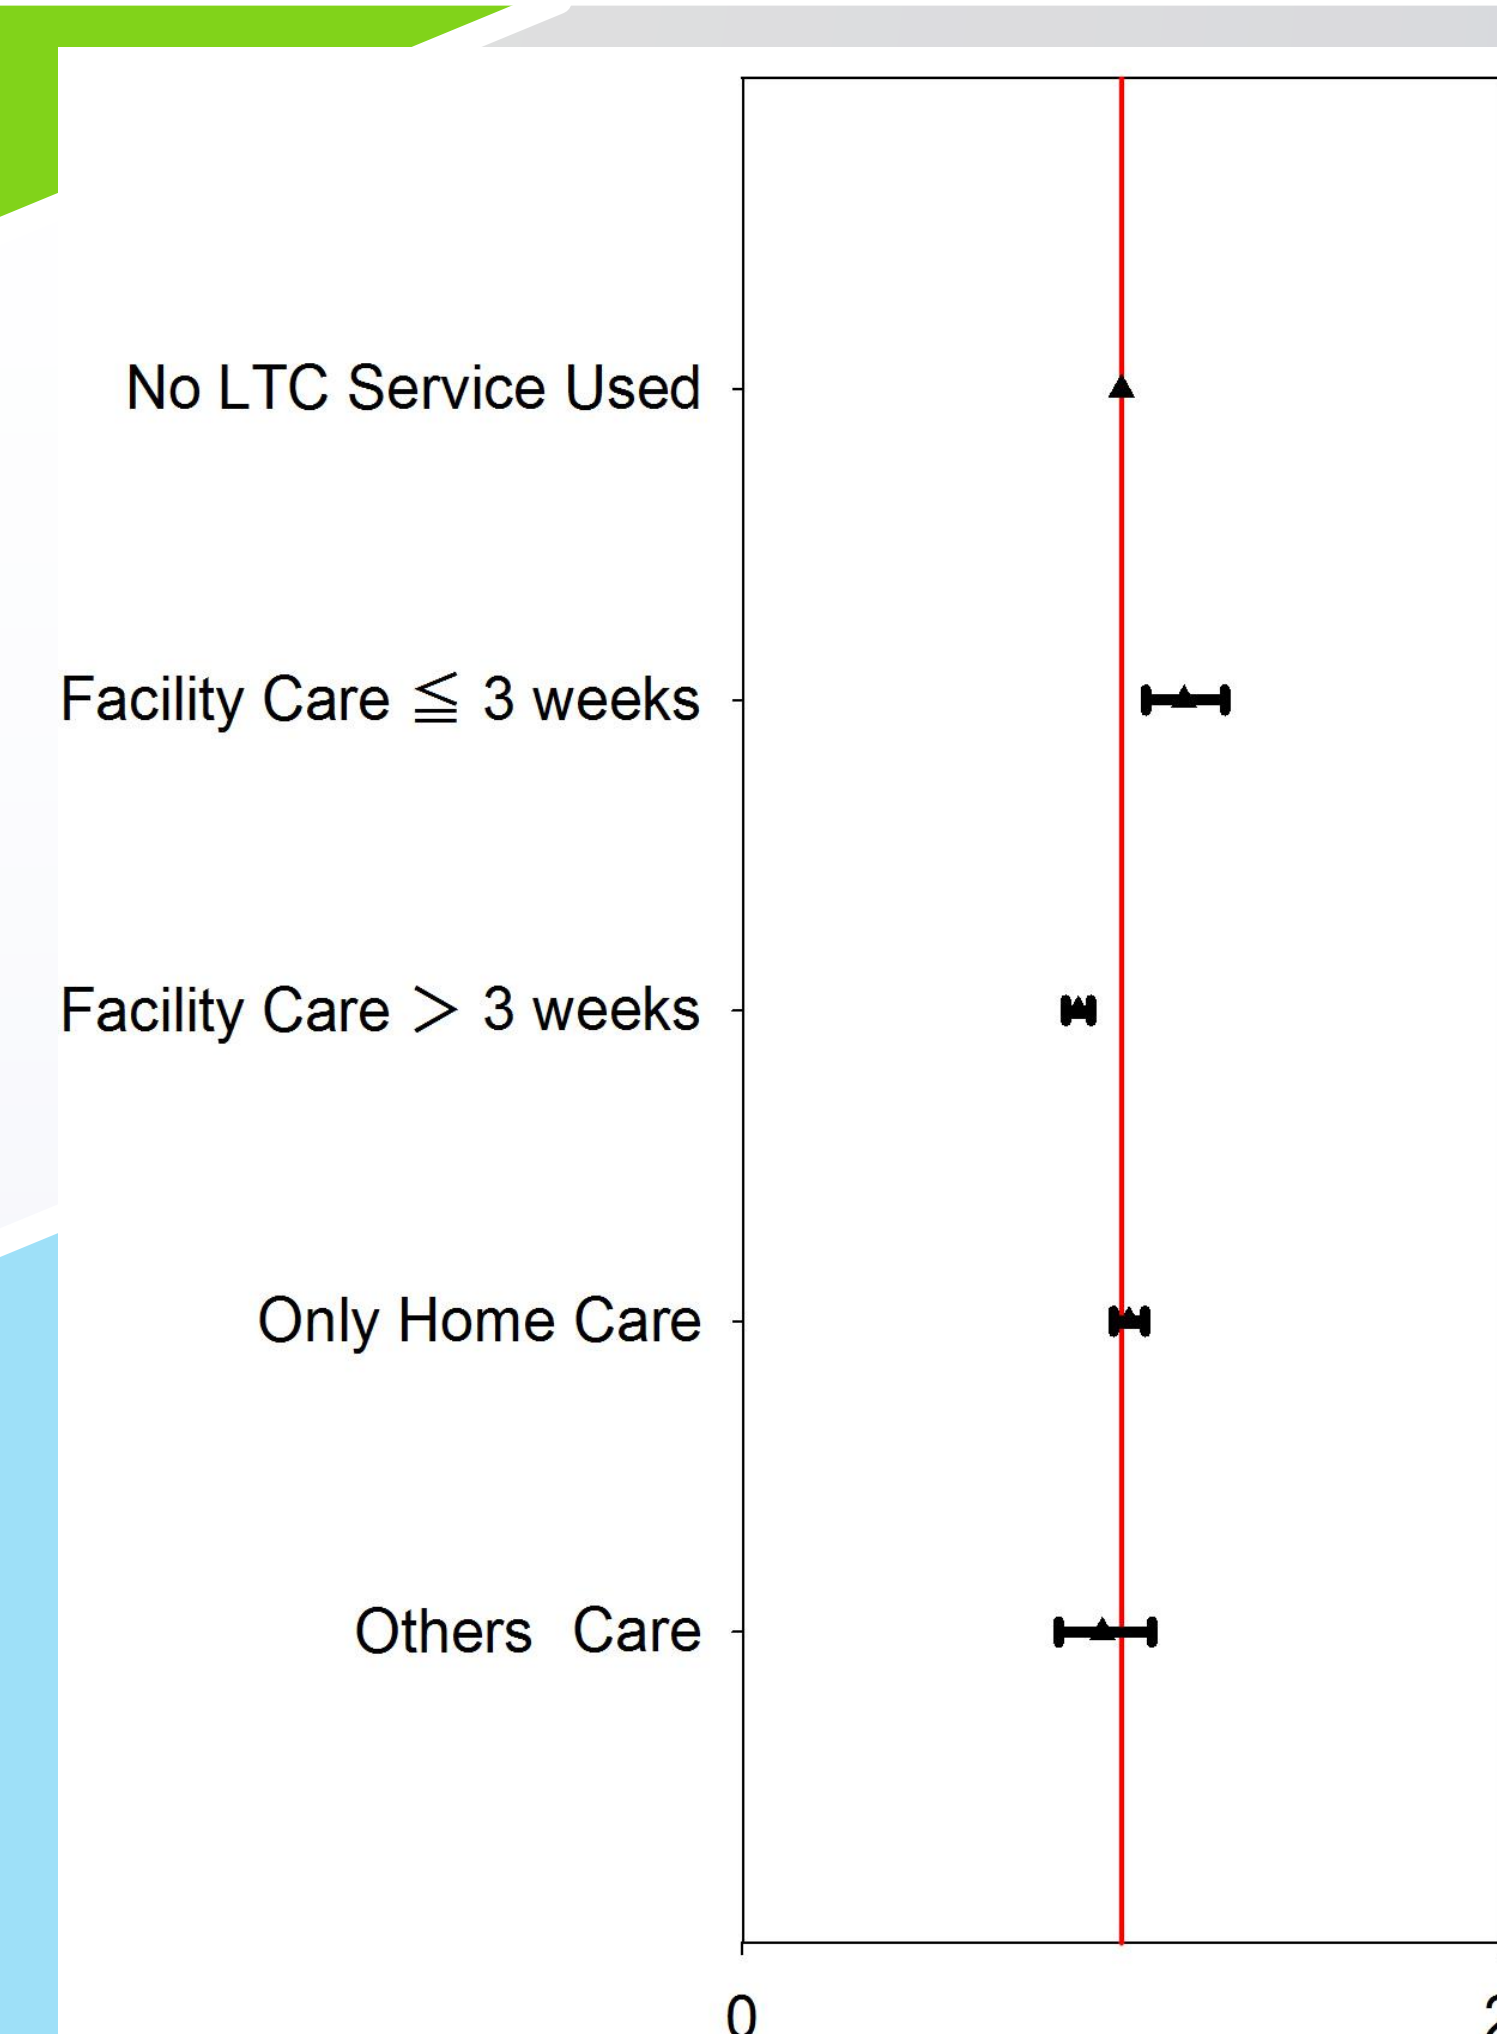 No LTC Service Used
Facility Care ≦ 3 weeks
Facility Care ＞ 3 weeks
Only Home Care
Others Care
0